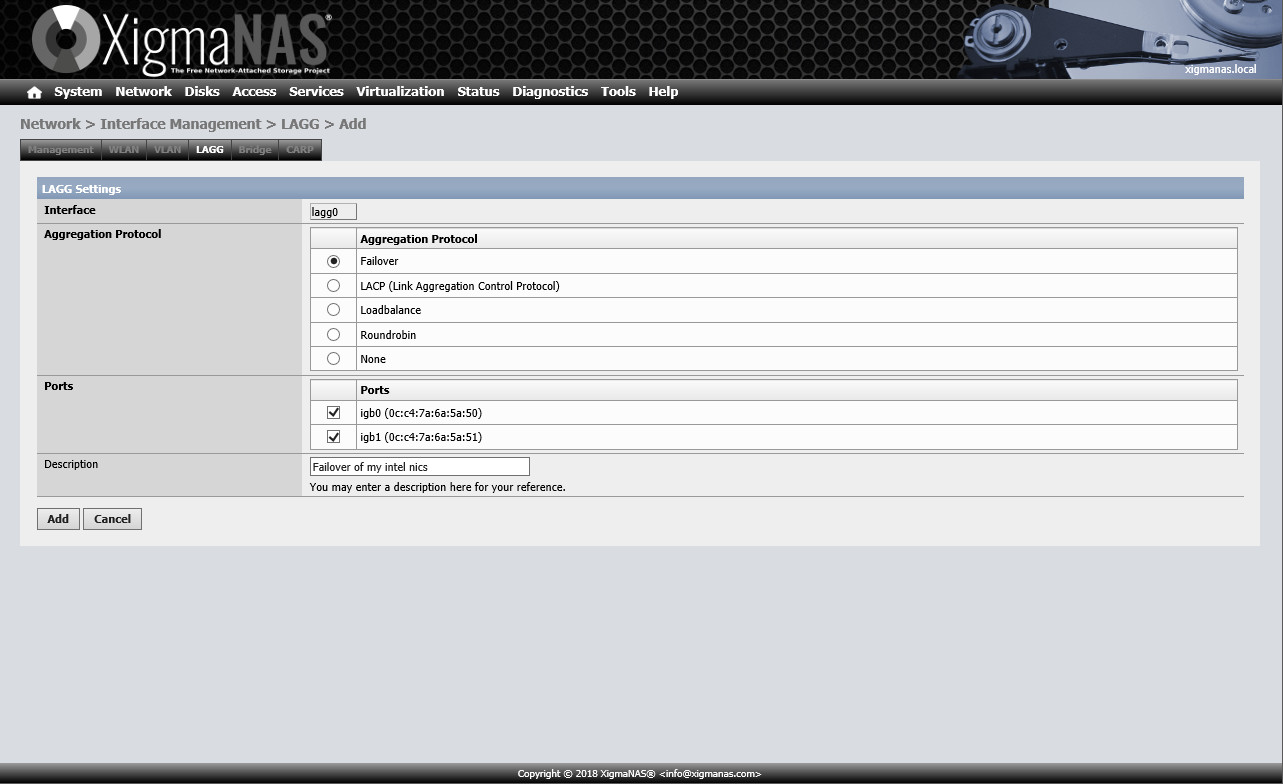 XigmaNAS®
The Free Network-Attached Storage Project
xigmanas.local
System Network Disks Access Services Virtualization Status Diagnostics Tools Help
Network > Interface Management > LAGG > Add
Management WLAN VLAN LAGG Bridge CARP
LAGG Settings
Interface lagg0
Aggregation Protocol Aggregation Protocol
Failover
LACP (Link Aggregation Control Protocol)
Loadbalance
Roundrobin
None
Ports Ports
igb0 (0c:c4:7a:6a:5a:50)
igb1 (0c:c4:7a:6a:5a:51)
Description Failover of my intel nics
You may enter a description here for your reference.
Add Cancel
Copyright © 2018 XigmaNAS® <info@xigmanas.com>